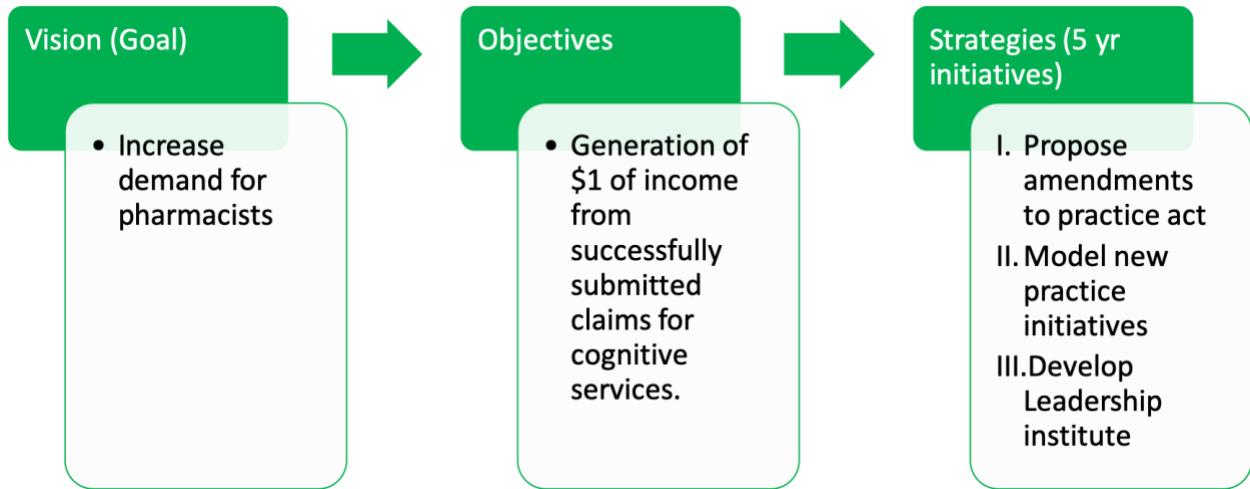 Vision (Goal)
• Increase
demand for
pharmacists
Objectives
• Generation of
$1 of income
from
successfully
submitted
claims for
cognitive
services.
Strategies (5 yr
initiatives)
I. Propose
amendments
to practice act
II. Model new
practice
initiatives
III.Develop
Leadership
institute